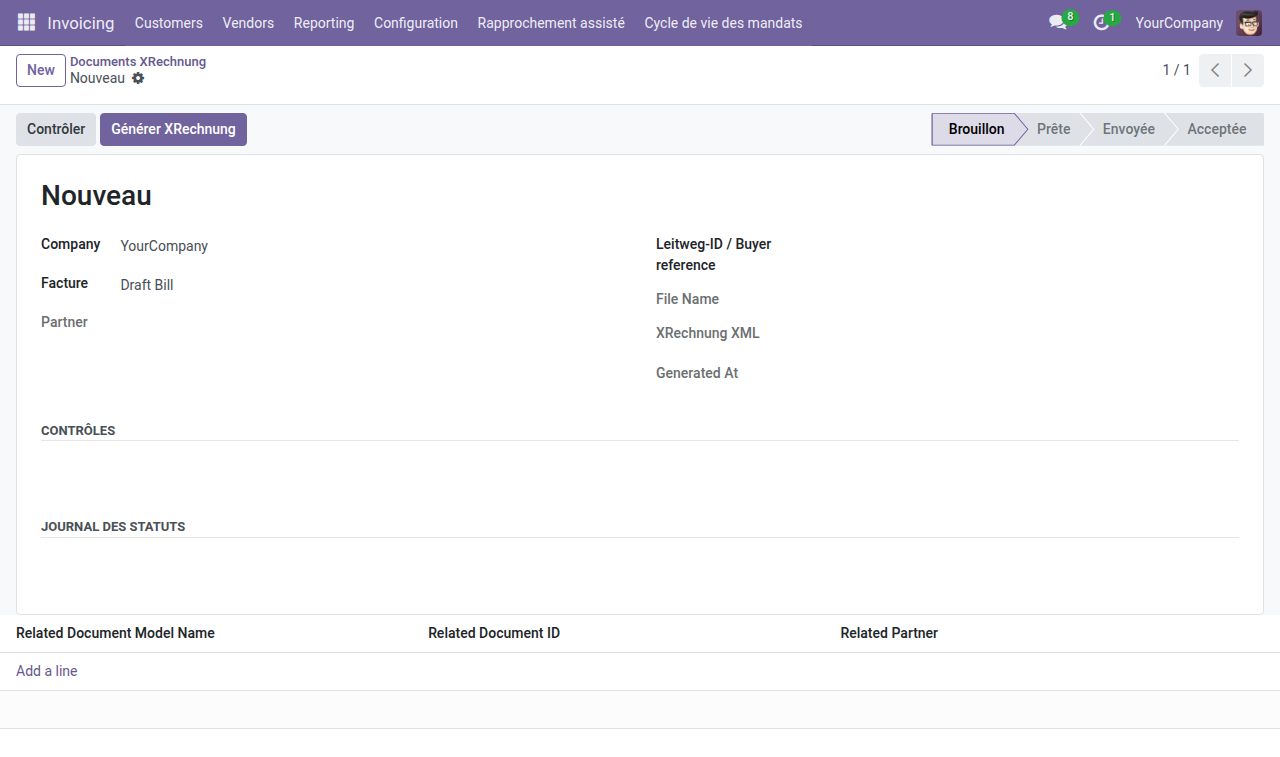 Invoicing Customers Vendors Reporting Configuration Rapprochement assisté Cycle de vie des mandats 8 1 YourCompany
New Documents XRechnung
Nouveau 1 / 1
Contrôler Générer XRechnung Brouillon Prête Envoyée Acceptée
Nouveau
Company YourCompany
Facture Draft Bill
Partner
Leitweg-ID / Buyer
reference
File Name
XRechnung XML
Generated At
CONTRÔLES
JOURNAL DES STATUTS
Related Document Model Name Related Document ID Related Partner
Add a line